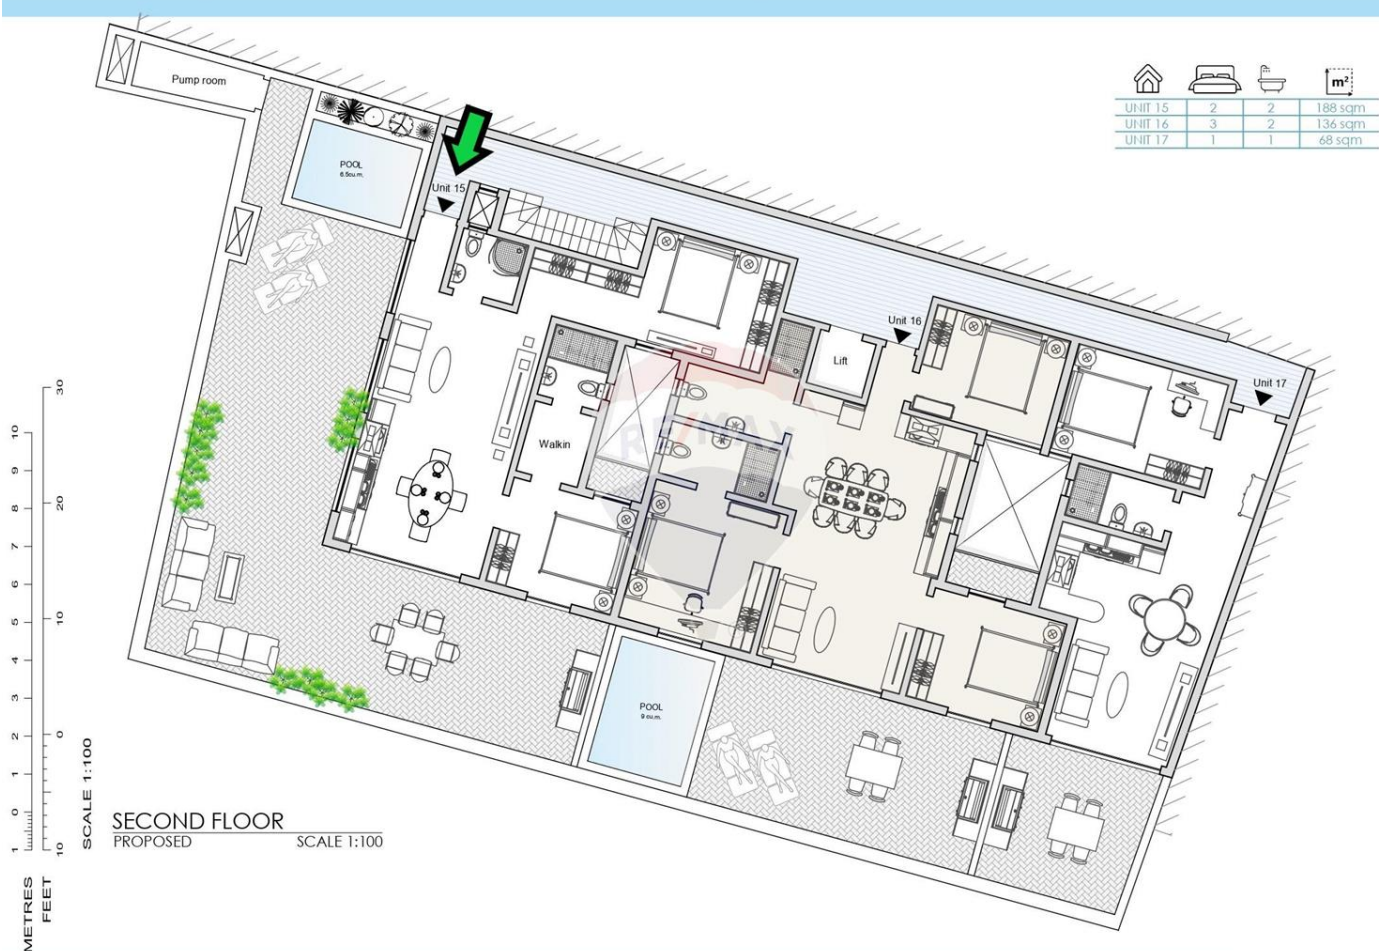 UNIT 15 2 2 188 sqm
UNIT 16 3 2 136 sqm
UNIT 17 1 1 68 sqm
m²
Pump room
POOL
6.5cu.m.
Unit 15
Unit 16
Lift
Unit 17
RE/MAX
Walkin
POOL
9 cu.m.
SECOND FLOOR
PROPOSED SCALE 1:100
10
9
8
7
6
5
4
3
2
1
0
1
METRES
30
20
10
0
10
FEET
SCALE 1:100